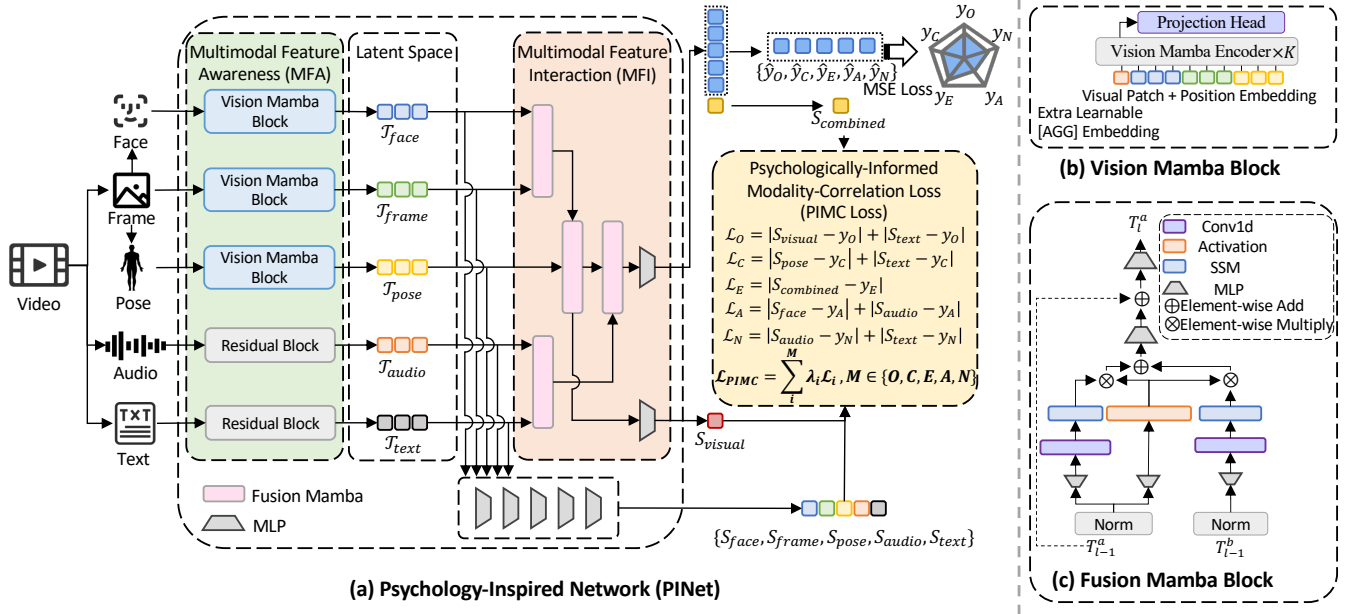 Multimodal Feature
Awareness (MFA)
Latent Space
Multimodal Feature
Interaction (MFI)
Face
Frame
Pose
Video
Audio
TXT
Text
Vision Mamba
Block
Vision Mamba
Block
Vision Mamba
Block
Residual Block
Residual Block
𝒯_face
𝒯_frame
𝒯_pose
𝒯_audio
𝒯_text
Fusion Mamba
MLP
{ŷ_O, ŷ_C, ŷ_E, ŷ_A, ŷ_N}
MSE Loss
y_O
y_C
y_N
y_E
y_A
S_combined
Psychologically-Informed
Modality-Correlation Loss
(PIMC Loss)
ℒ_O = |S_visual − y_O| + |S_text − y_O|
ℒ_C = |S_pose − y_C| + |S_text − y_C|
ℒ_E = |S_combined − y_E|
ℒ_A = |S_face − y_A| + |S_audio − y_A|
ℒ_N = |S_audio − y_N| + |S_text − y_N|
ℒ_PIMC = ∑_i^M λ_i ℒ_i, M ∈ {O, C, E, A, N}
S_visual
{S_face, S_frame, S_pose, S_audio, S_text}
(a) Psychology-Inspired Network (PINet)
Projection Head
Vision Mamba Encoder×K
Visual Patch + Position Embedding
Extra Learnable
[AGG] Embedding
(b) Vision Mamba Block
T_l^a
Conv1d
Activation
SSM
MLP
⊕Element-wise Add
⊗Element-wise Multiply
Norm
Norm
T_{l−1}^a
T_{l−1}^b
(c) Fusion Mamba Block